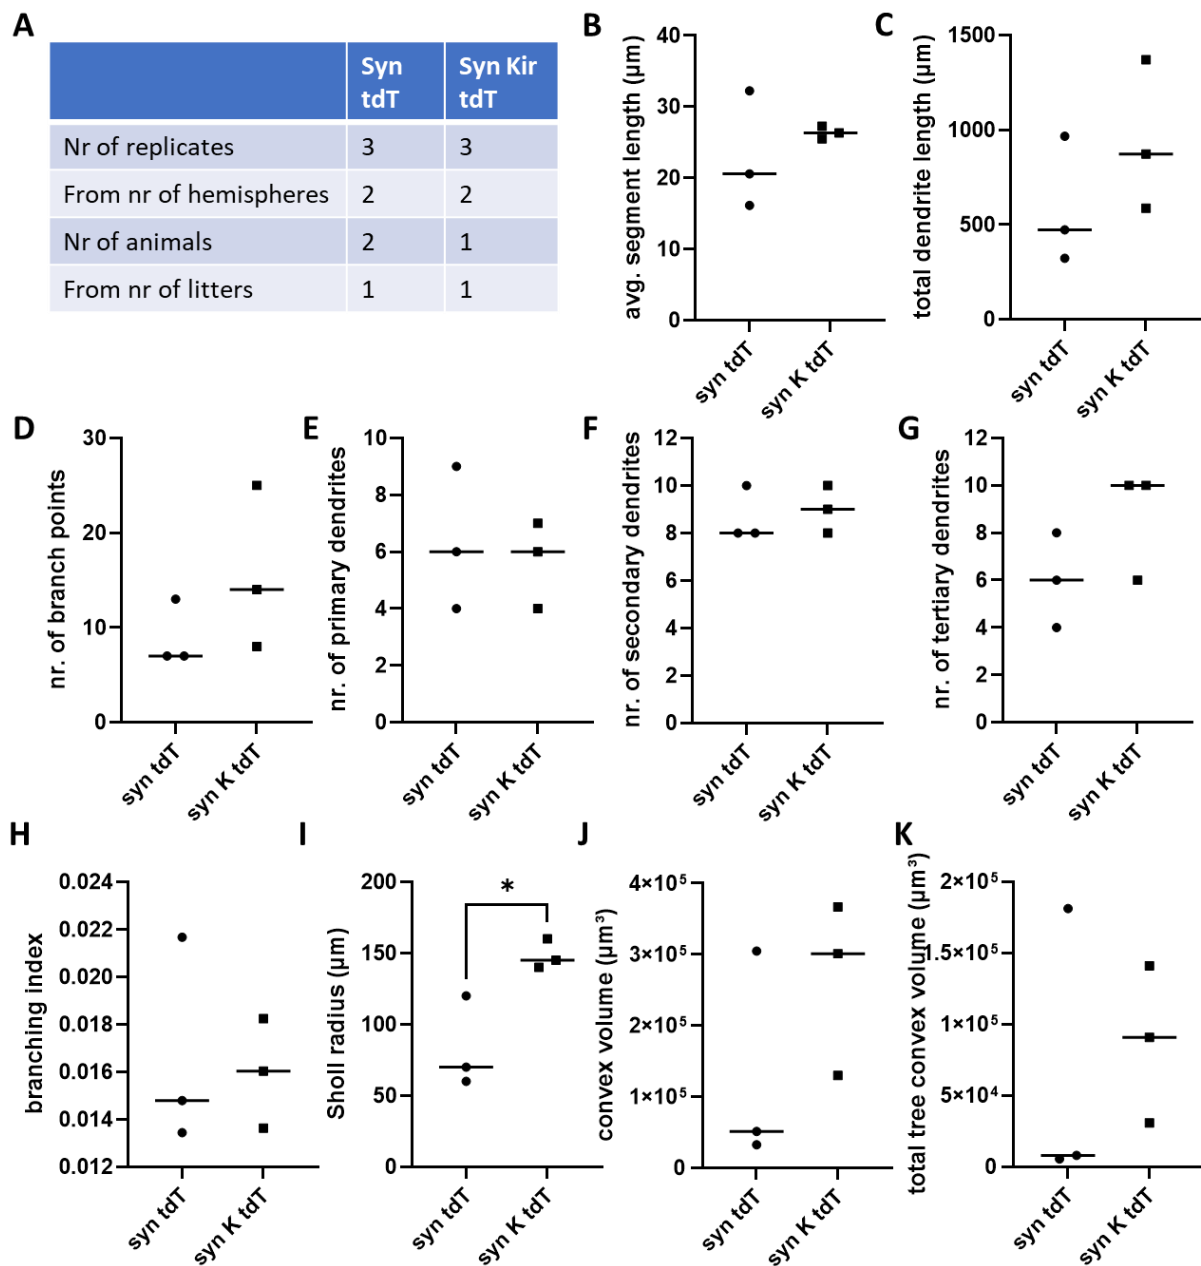 A
Syn tdT
Syn Kir tdT
Nr of replicates 3 3
From nr of hemispheres 2 2
Nr of animals 2 1
From nr of litters 1 1
B
avg. segment length (µm)
40
30
20
10
0
syn tdT
syn K tdT
C
total dendrite length (µm)
1500
1000
500
0
syn tdT
syn K tdT
D
nr. of branch points
30
20
10
0
syn tdT
syn K tdT
E
nr. of primary dendrites
10
8
6
4
2
0
syn tdT
syn K tdT
F
nr. of secondary dendrites
12
10
8
6
4
2
0
syn tdT
syn K tdT
G
nr. of tertiary dendrites
12
10
8
6
4
2
0
syn tdT
syn K tdT
H
branching index
0.024
0.022
0.020
0.018
0.016
0.014
0.012
syn tdT
syn K tdT
I
Sholl radius (µm)
200
150
100
50
0
*
syn tdT
syn K tdT
J
convex volume (µm³)
4×10⁵
3×10⁵
2×10⁵
1×10⁵
0
syn tdT
syn K tdT
K
total tree convex volume (µm³)
2×10⁵
1.5×10⁵
1×10⁵
5×10⁴
0
syn tdT
syn K tdT